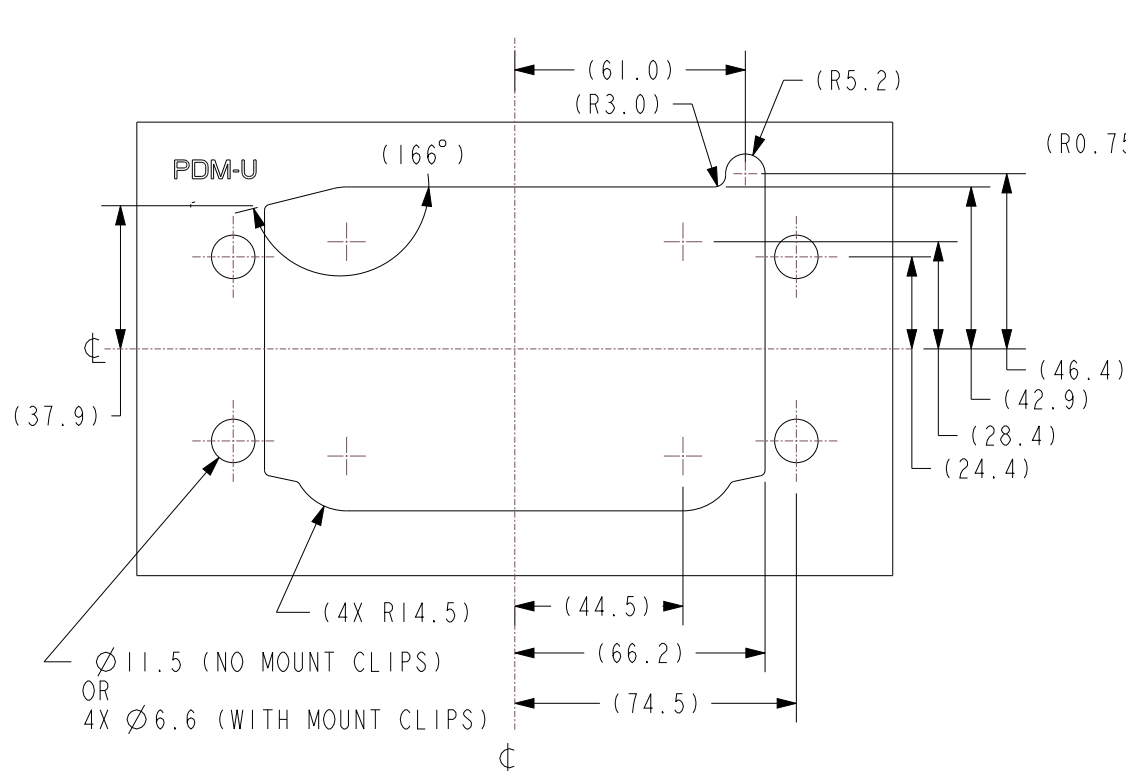 (61.0)
(R5.2)
(R3.0)
(R0.75
(166°)
PDM-U
℄
(46.4)
(37.9)
(42.9)
(28.4)
(24.4)
(44.5)
(4X R14.5)
(66.2)
Ø11.5 (NO MOUNT CLIPS)
OR
(74.5)
4X Ø6.6 (WITH MOUNT CLIPS)
℄